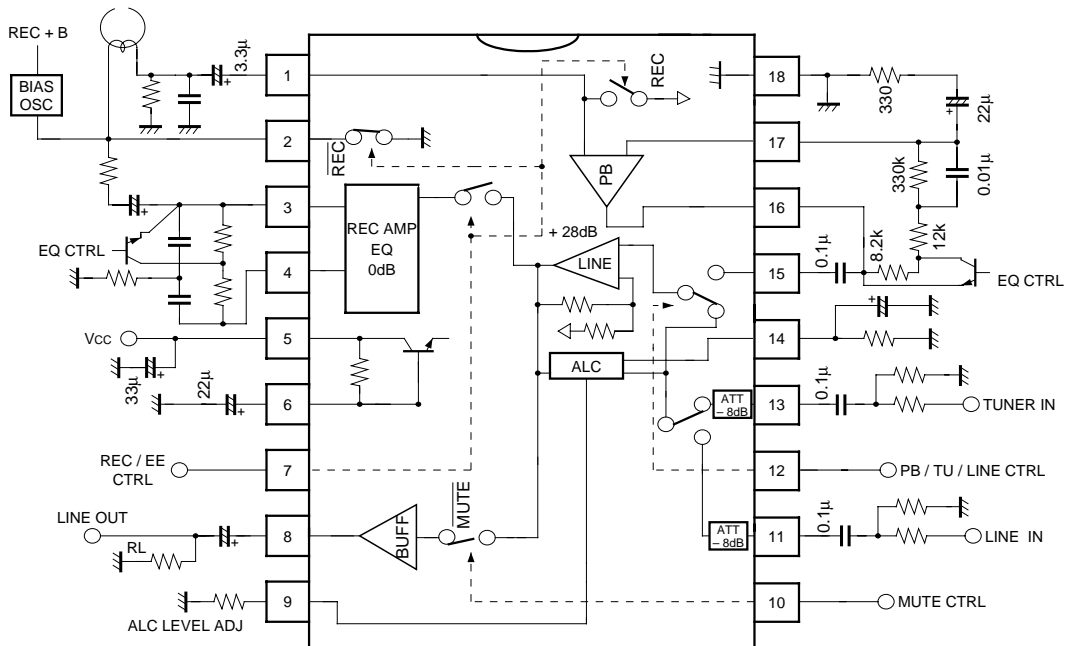 REC + B
BIAS
OSC
3.3µ
1
2
3
4
5
6
7
8
9
EQ CTRL
VCC
33µ
22µ
REC / EE
CTRL
LINE OUT
RL
ALC LEVEL ADJ
REC
REC
PB
REC AMP
EQ
0dB
+ 28dB
LINE
ALC
ATT
– 8dB
ATT
– 8dB
MUTE
BUFF
18
17
16
15
14
13
12
11
10
330
22µ
330k
0.01µ
12k
8.2k
0.1µ
EQ CTRL
0.1µ
TUNER IN
PB / TU / LINE CTRL
0.1µ
LINE IN
MUTE CTRL